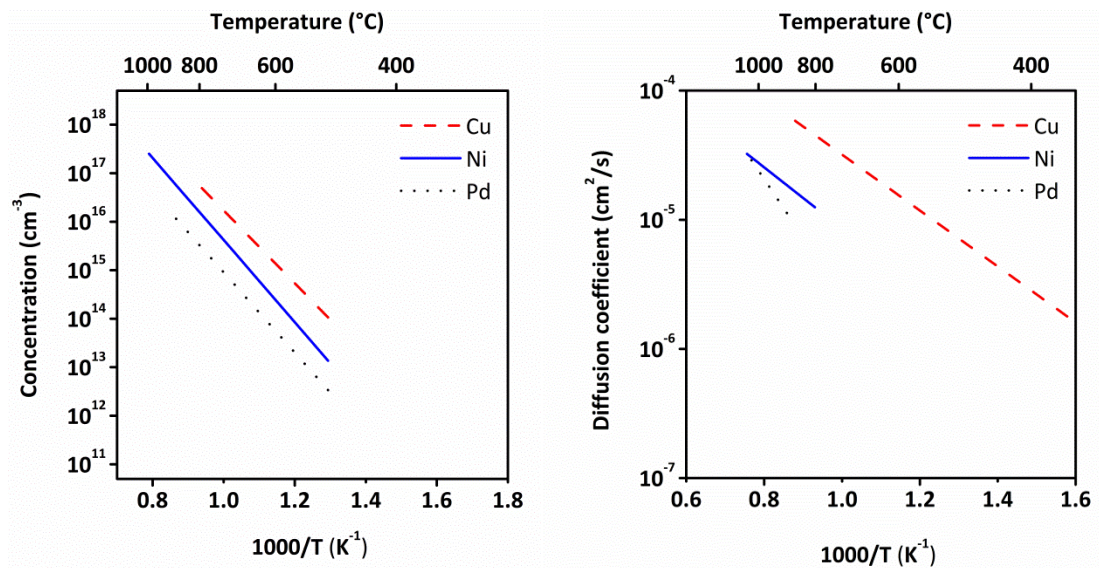 Temperature (°C)
1000 800 600 400
10^18
10^17
10^16
10^15
10^14
10^13
10^12
10^11
Concentration (cm^-3)
Cu
Ni
Pd
0.8 1.0 1.2 1.4 1.6 1.8
1000/T (K^-1)
Temperature (°C)
1000 800 600 400
10^-4
10^-5
10^-6
10^-7
Diffusion coefficient (cm^2/s)
Cu
Ni
Pd
0.6 0.8 1.0 1.2 1.4 1.6
1000/T (K^-1)